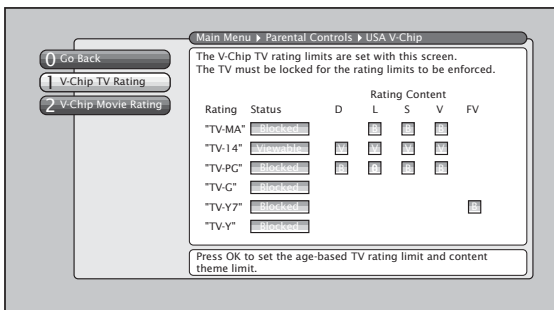 Main Menu ▶ Parental Controls ▶ USA V-Chip
0 Go Back
1 V-Chip TV Rating
2 V-Chip Movie Rating
The V-Chip TV rating limits are set with this screen.
The TV must be locked for the rating limits to be enforced.
Rating Content
Rating Status D L S V FV
"TV-MA" Blocked B B B
"TV-14" Viewable V V V V
"TV-PG" Blocked B B B B
"TV-G" Blocked
"TV-Y7" Blocked B
"TV-Y" Blocked
Press OK to set the age-based TV rating limit and content
theme limit.